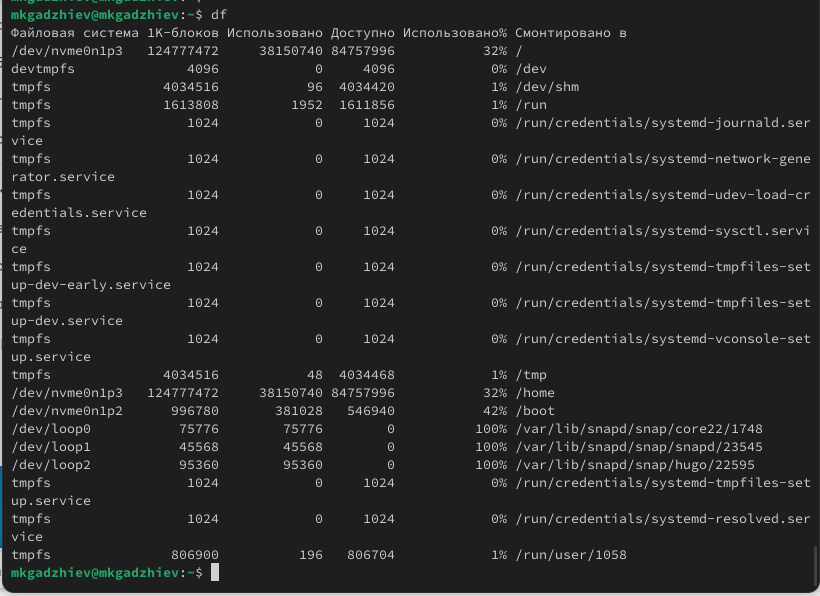 mkgadzhiev@mkgadzhiev:~$ df
Файловая система 1K-блоков Использовано Доступно Использовано% Смонтировано в
/dev/nvme0n1p3   124777472     38150740 84757996           32% /
devtmpfs              4096            0     4096            0% /dev
tmpfs              4034516           96  4034420            1% /dev/shm
tmpfs              1613808         1952  1611856            1% /run
tmpfs                 1024            0     1024            0% /run/credentials/systemd-journald.ser
vice
tmpfs                 1024            0     1024            0% /run/credentials/systemd-network-gene
rator.service
tmpfs                 1024            0     1024            0% /run/credentials/systemd-udev-load-cr
edentials.service
tmpfs                 1024            0     1024            0% /run/credentials/systemd-sysctl.servi
ce
tmpfs                 1024            0     1024            0% /run/credentials/systemd-tmpfiles-set
up-dev-early.service
tmpfs                 1024            0     1024            0% /run/credentials/systemd-tmpfiles-set
up-dev.service
tmpfs                 1024            0     1024            0% /run/credentials/systemd-vconsole-set
up.service
tmpfs              4034516           48  4034468            1% /tmp
/dev/nvme0n1p3   124777472     38150740 84757996           32% /home
/dev/nvme0n1p2      996780       381028   546940           42% /boot
/dev/loop0           75776        75776        0          100% /var/lib/snapd/snap/core22/1748
/dev/loop1           45568        45568        0          100% /var/lib/snapd/snap/snapd/23545
/dev/loop2           95360        95360        0          100% /var/lib/snapd/snap/hugo/22595
tmpfs                 1024            0     1024            0% /run/credentials/systemd-tmpfiles-set
up.service
tmpfs                 1024            0     1024            0% /run/credentials/systemd-resolved.ser
vice
tmpfs               806900          196   806704            1% /run/user/1058
mkgadzhiev@mkgadzhiev:~$